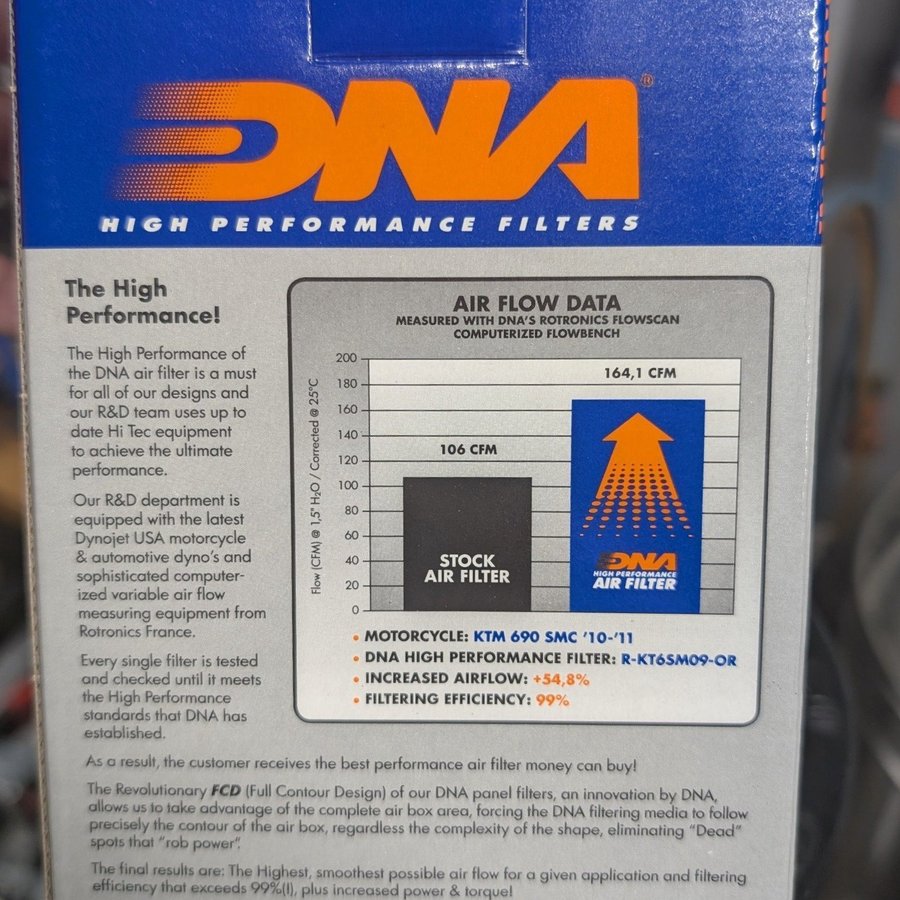 DNA®
HIGH PERFORMANCE FILTERS
The High
Performance!
The High Performance of
the DNA air filter is a must
for all of our designs and
our R&D team uses up to
date Hi Tec equipment
to achieve the ultimate
performance.
Our R&D department is
equipped with the latest
Dynojet USA motorcycle
& automotive dyno's and
sophisticated computer-
ized variable air flow
measuring equipment from
Rotronics France.
Every single filter is tested
and checked until it meets
the High Performance
standards that DNA has
established.
AIR FLOW DATA
MEASURED WITH DNA'S ROTRONICS FLOWSCAN
COMPUTERIZED FLOWBENCH
Flow (CFM) @ 1,5" H2O / Corrected @ 25°C
200
180
160
140
120
100
80
60
40
20
0
106 CFM
STOCK
AIR FILTER
164,1 CFM
DNA
HIGH PERFORMANCE
AIR FILTER
• MOTORCYCLE: KTM 690 SMC '10-'11
• DNA HIGH PERFORMANCE FILTER: R-KT6SM09-OR
• INCREASED AIRFLOW: +54,8%
• FILTERING EFFICIENCY: 99%
As a result, the customer receives the best performance air filter money can buy!
The Revolutionary FCD (Full Contour Design) of our DNA panel filters, an innovation by DNA,
allows us to take advantage of the complete air box area, forcing the DNA filtering media to follow
precisely the contour of the air box, regardless the complexity of the shape, eliminating "Dead"
spots that "rob power".
The final results are: The Highest, smoothest possible air flow for a given application and filtering
efficiency that exceeds 99%(!), plus increased power & torque!